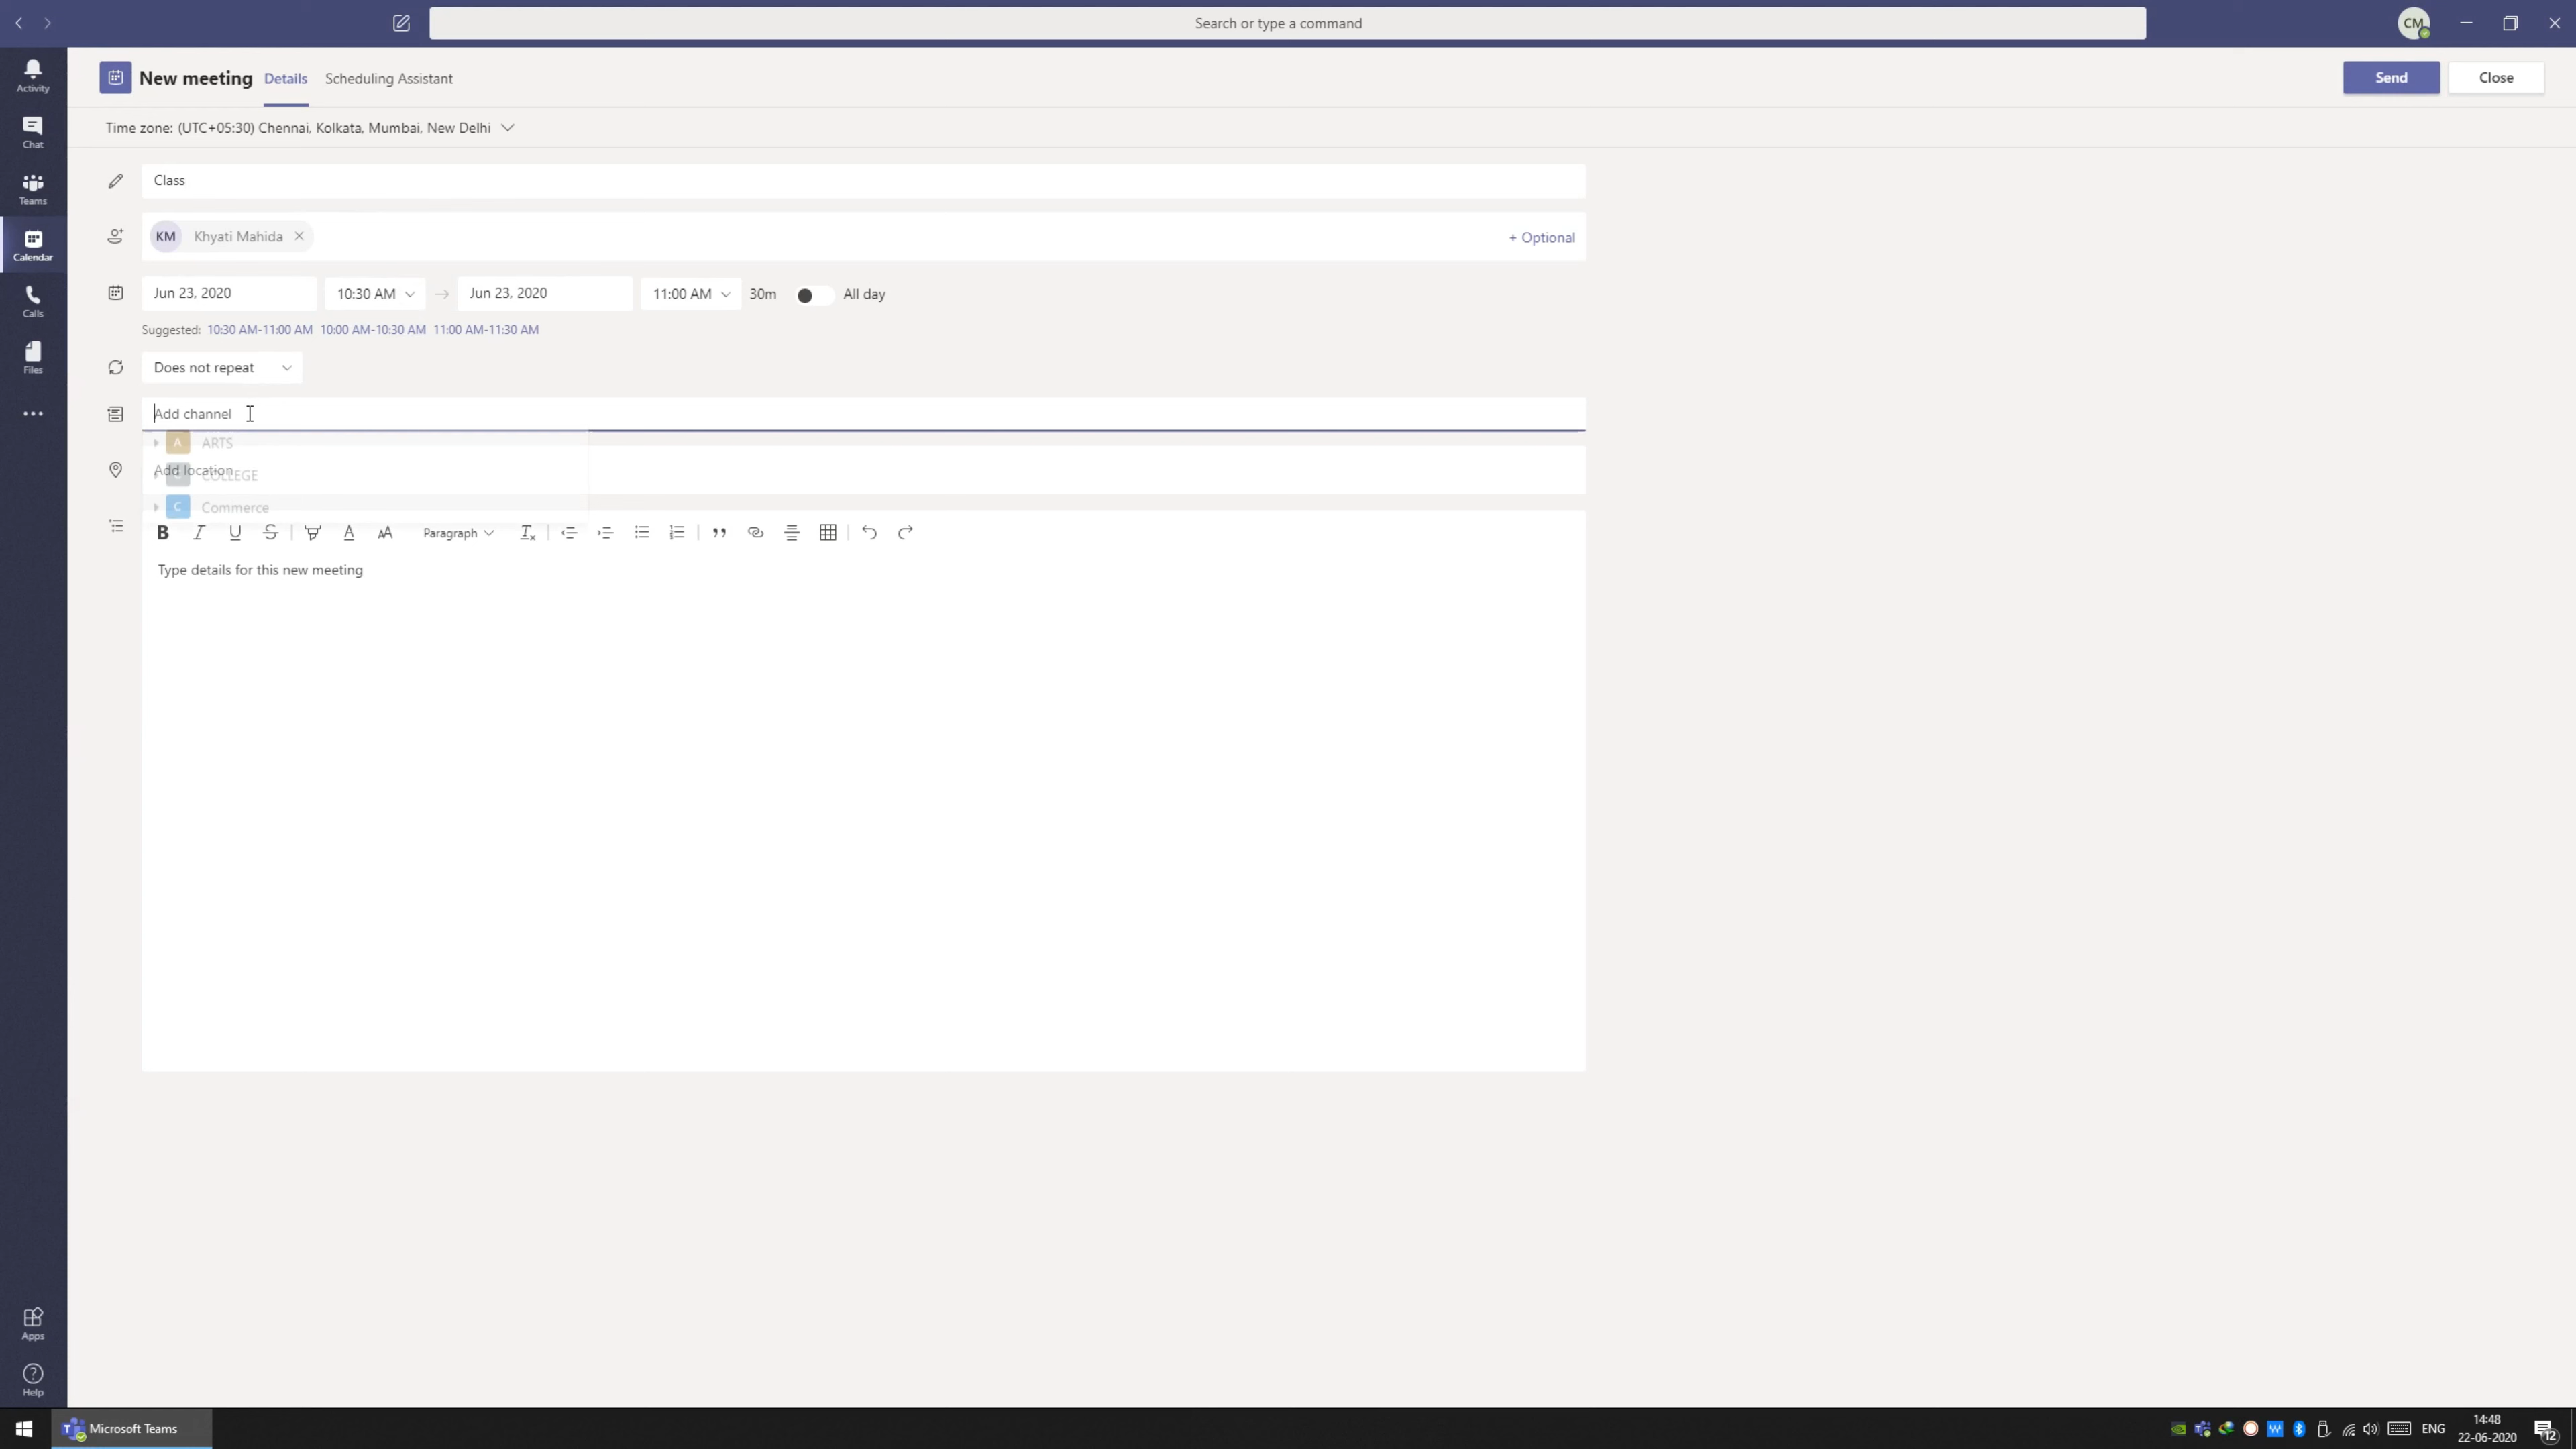 Search or type a command
CM
Activity
Chat
Teams
Calendar
Calls
Files
Apps
Help
New meeting Details Scheduling Assistant
Send Close
Time zone: (UTC+05:30) Chennai, Kolkata, Mumbai, New Delhi
Class
KM Khyati Mahida
+ Optional
Jun 23, 2020 10:30 AM → Jun 23, 2020 11:00 AM 30m All day
Suggested: 10:30 AM-11:00 AM 10:00 AM-10:30 AM 11:00 AM-11:30 AM
Does not repeat
Add channel
A ARTS
Add location
C COLLEGE
C Commerce
B I U S A AA Paragraph
Type details for this new meeting
Microsoft Teams
ENG
14:48
22-06-2020
12